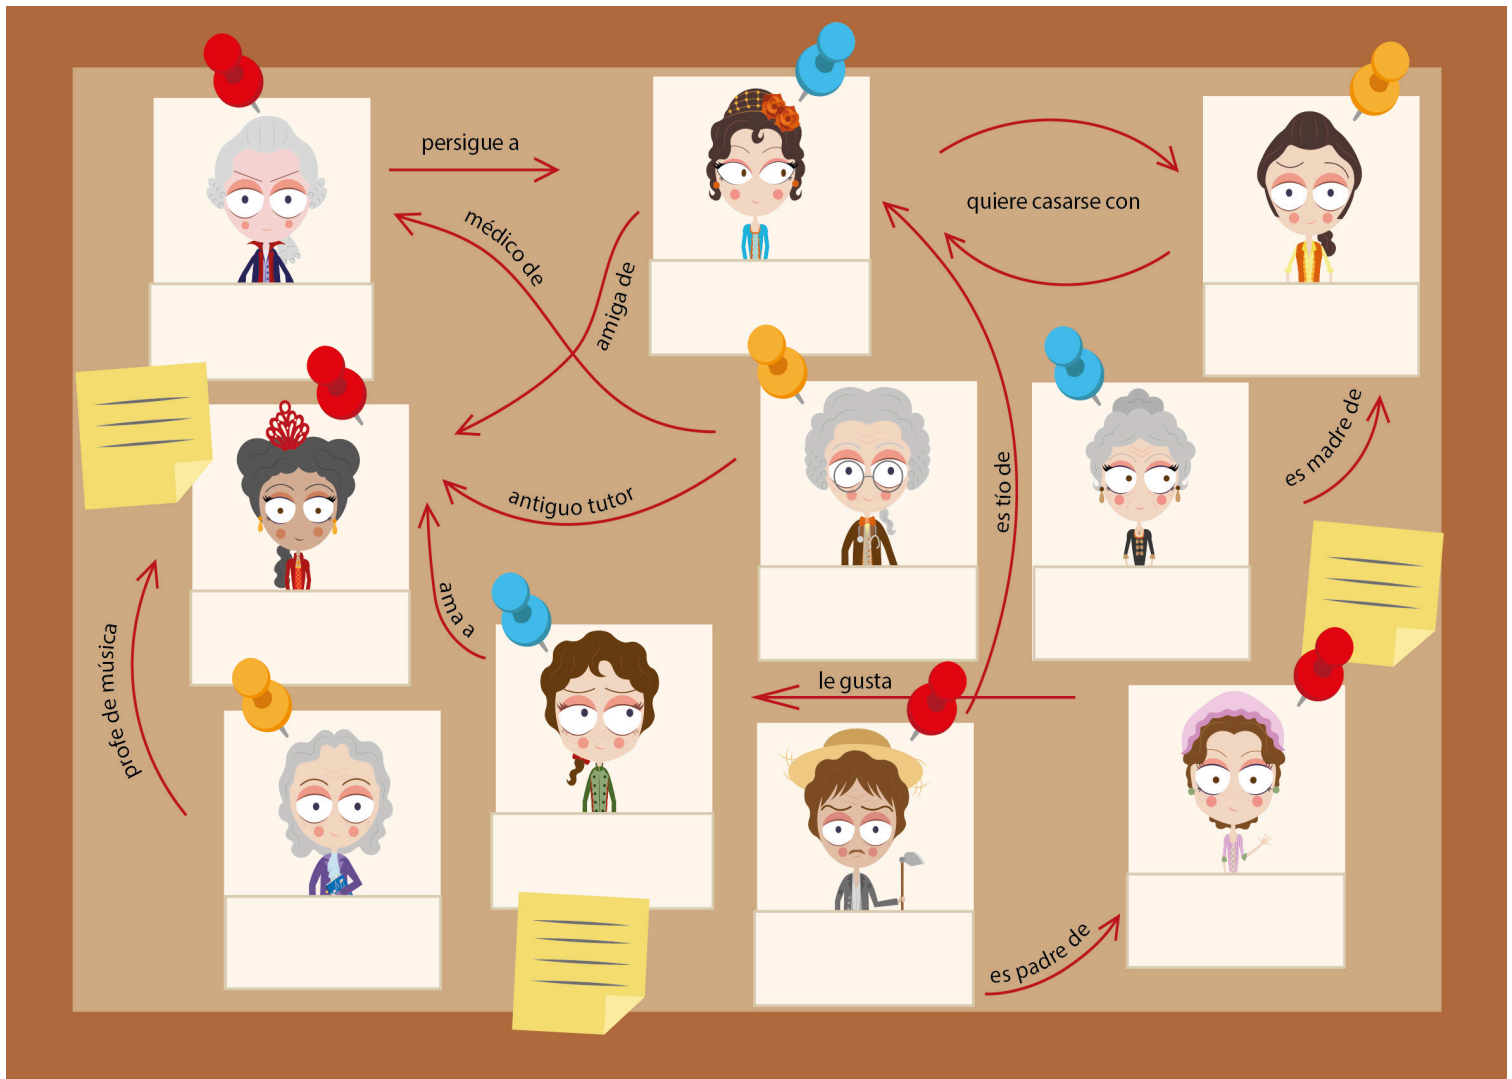 persigue a
quiere casarse con
médico de
amiga de
es madre de
antiguo tutor
es tío de
ama a
profe de música
le gusta
es padre de